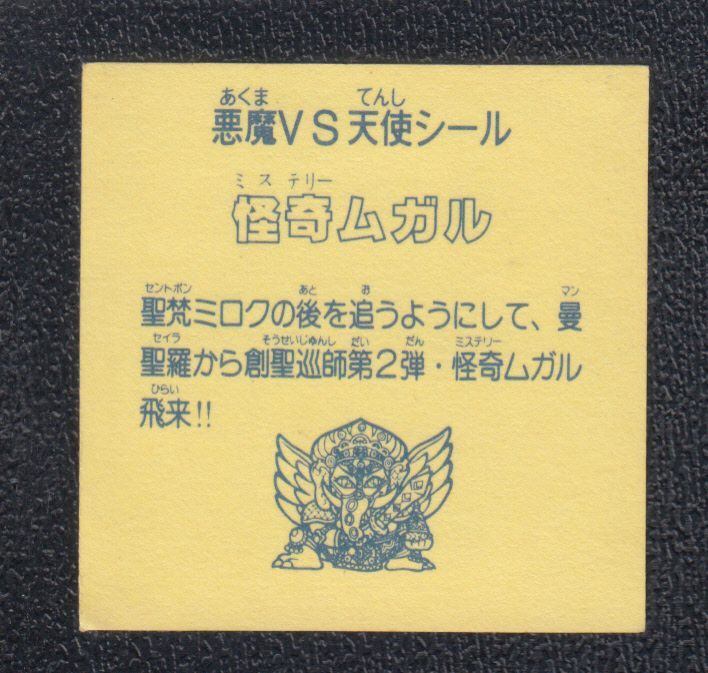 あくま てんし
悪魔VS天使シール
ミステリー
怪奇ムガル
セントボン あと お マン
聖梵ミロクの後を追うようにして、曼
セイラ そうせいじゅんし だい だん ミステリー
聖羅から創聖巡師第2弾・怪奇ムガル
ひらい
飛来!!